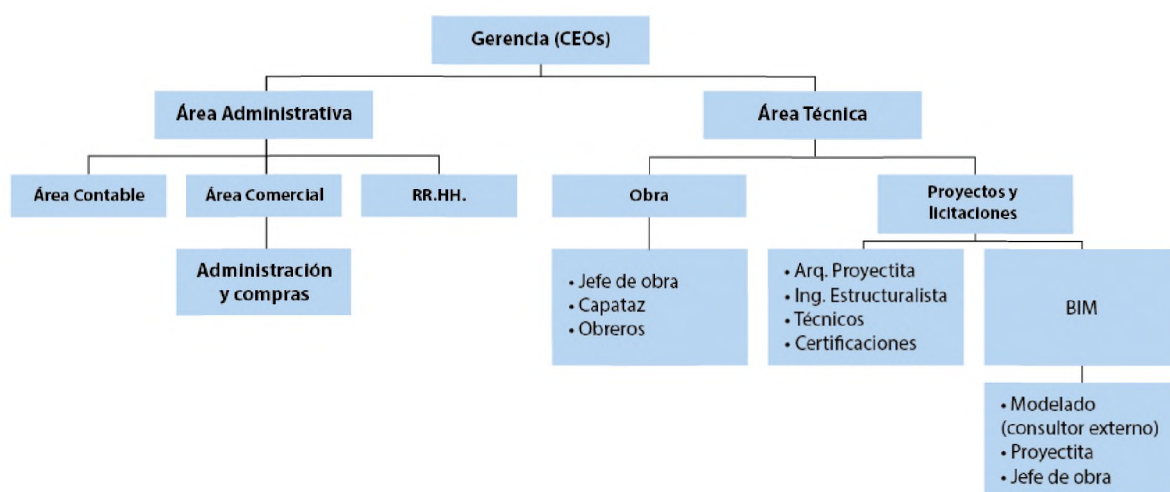 Gerencia (CEOs)
Área Administrativa
Área Técnica
Área Contable
Área Comercial
RR.HH.
Obra
Proyectos y
licitaciones
Administración
y compras
• Jefe de obra
• Capataz
• Obreros
• Arq. Proyectita
• Ing. Estructuralista
• Técnicos
• Certificaciones
BIM
• Modelado
(consultor externo)
• Proyectita
• Jefe de obra